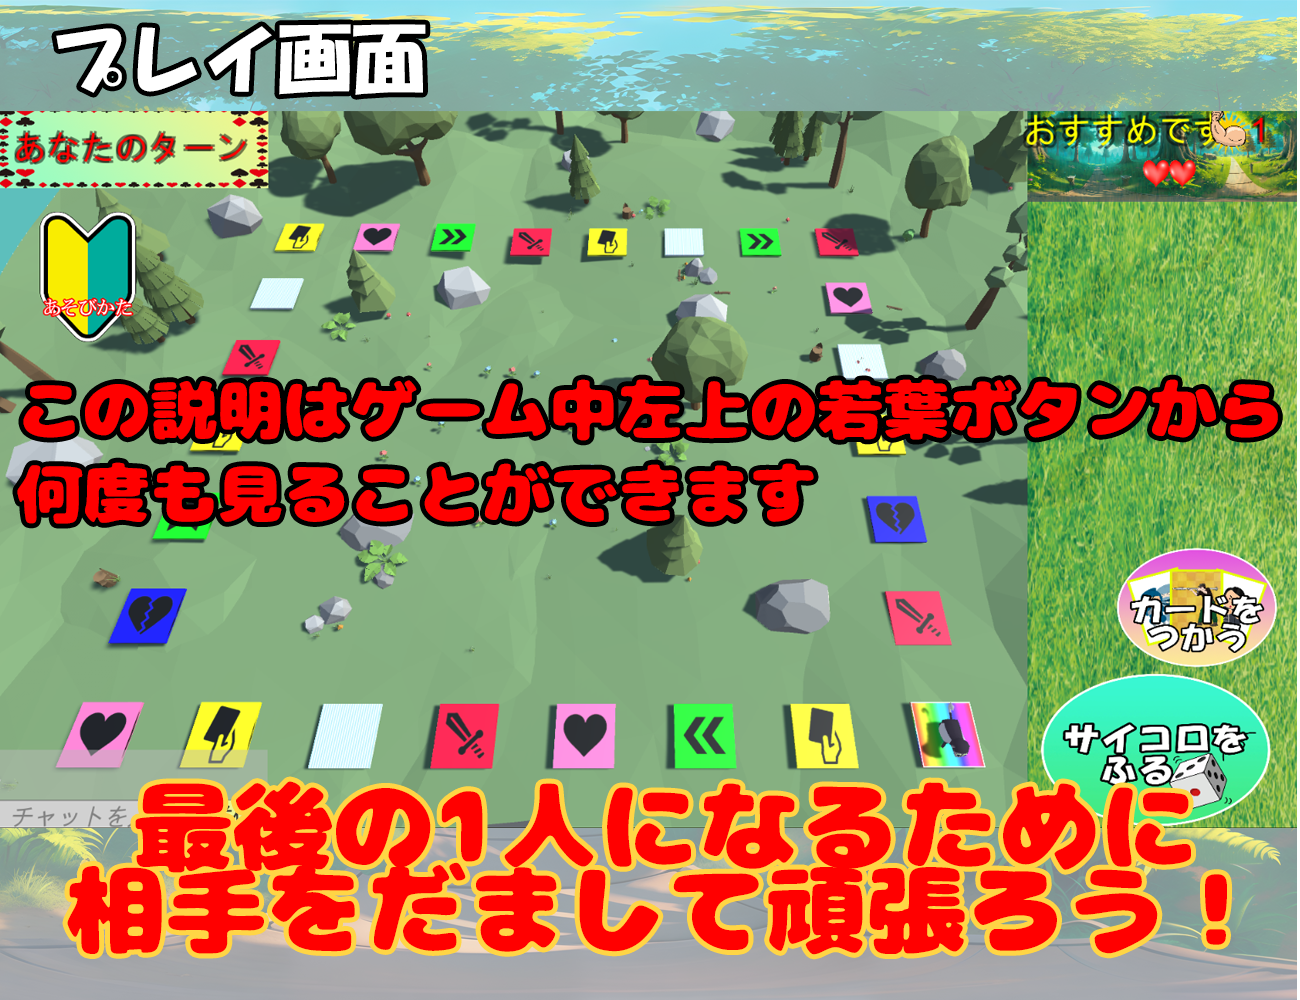 プレイ画面
あなたのターン
おすすめです 1
あそびかた
この説明はゲーム中左上の若葉ボタンから
何度も見ることができます
カードを
つかう
サイコロを
ふる
チャットを
最後の1人になるために
相手をだまして頑張ろう！